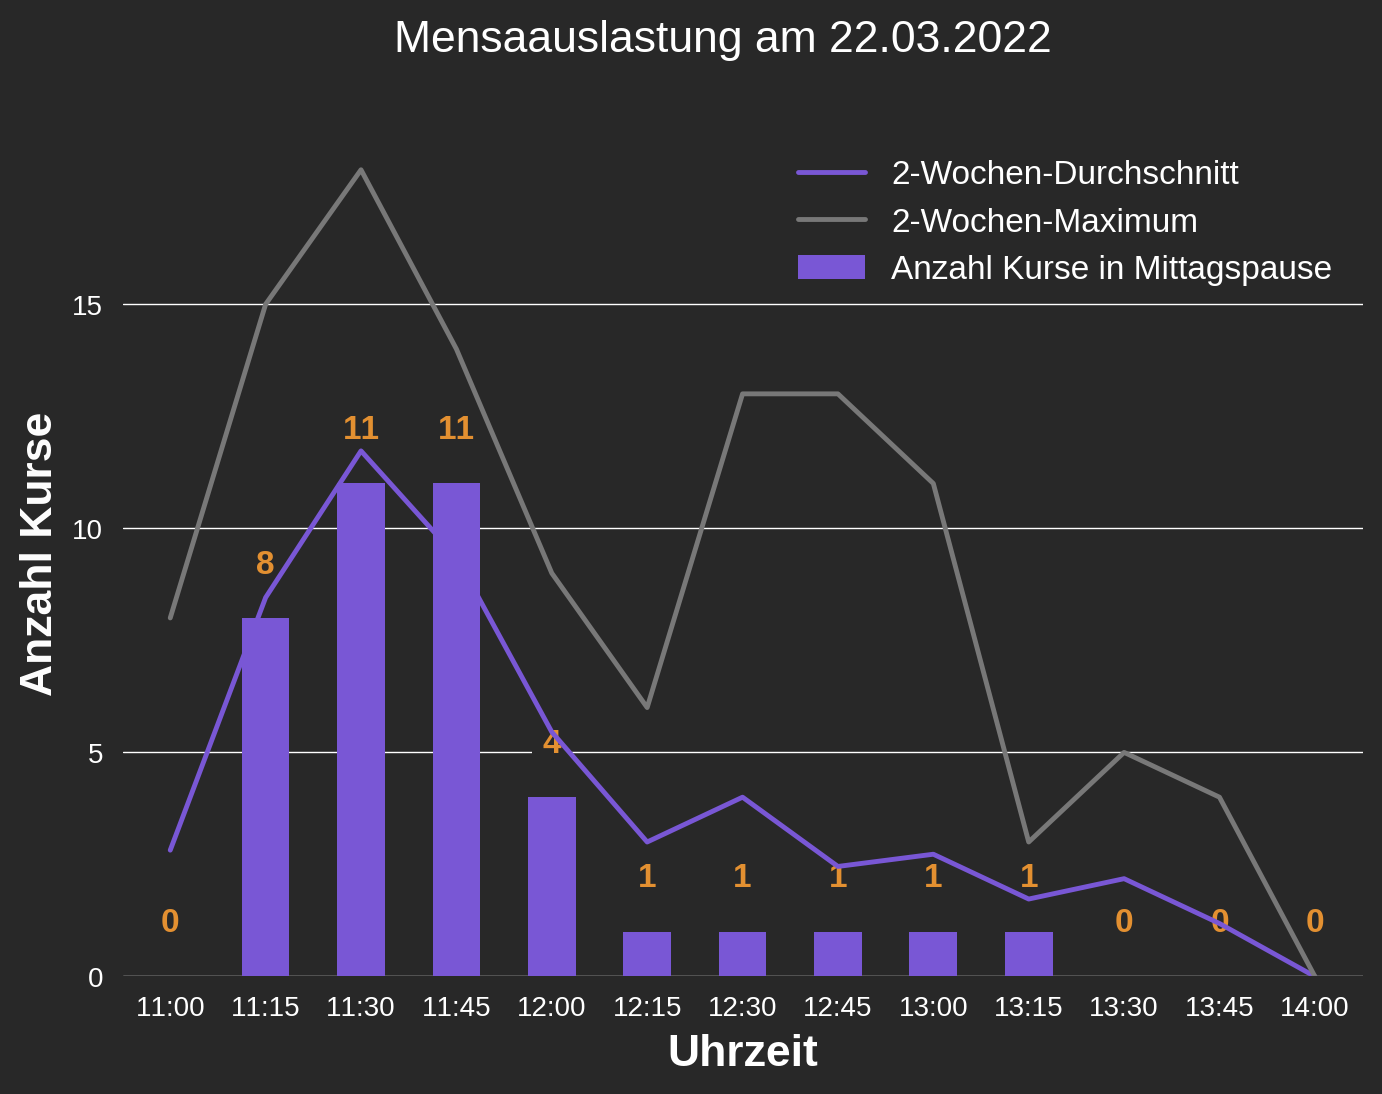 Mensaauslastung am 22.03.2022
2-Wochen-Durchschnitt
2-Wochen-Maximum
Anzahl Kurse in Mittagspause
Anzahl Kurse
15
10
5
0
0
8
11
11
4
1
1
1
1
1
0
0
0
11:00 11:15 11:30 11:45 12:00 12:15 12:30 12:45 13:00 13:15 13:30 13:45 14:00
Uhrzeit